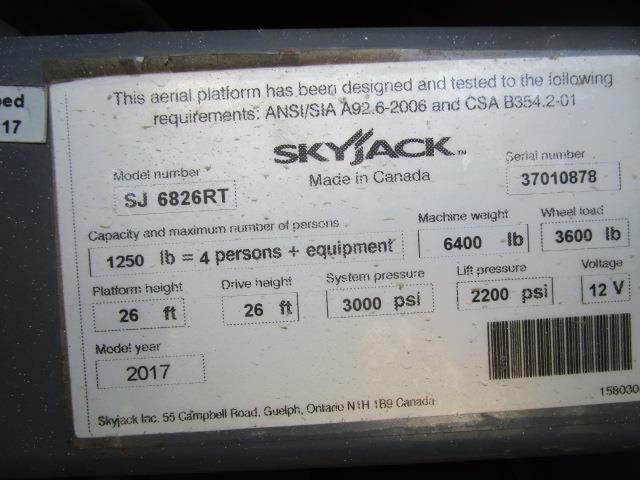 17
This aerial platform has been designed and tested to the following
requirements: ANSI/SIA A92.6-2006 and CSA B354.2-01
SKYJACK™
Made in Canada
Model number
SJ 6826RT
Serial number
37010878
Capacity and maximum number of persons
1250 lb = 4 persons + equipment
Machine weight
6400 lb
Wheel load
3600 lb
Platform height
26 ft
Drive height
26 ft
System pressure
3000 psi
Lift pressure
2200 psi
Voltage
12 V
Model year
2017
Skyjack Inc. 55 Campbell Road, Guelph, Ontario N1H 1B9 Canada
158030